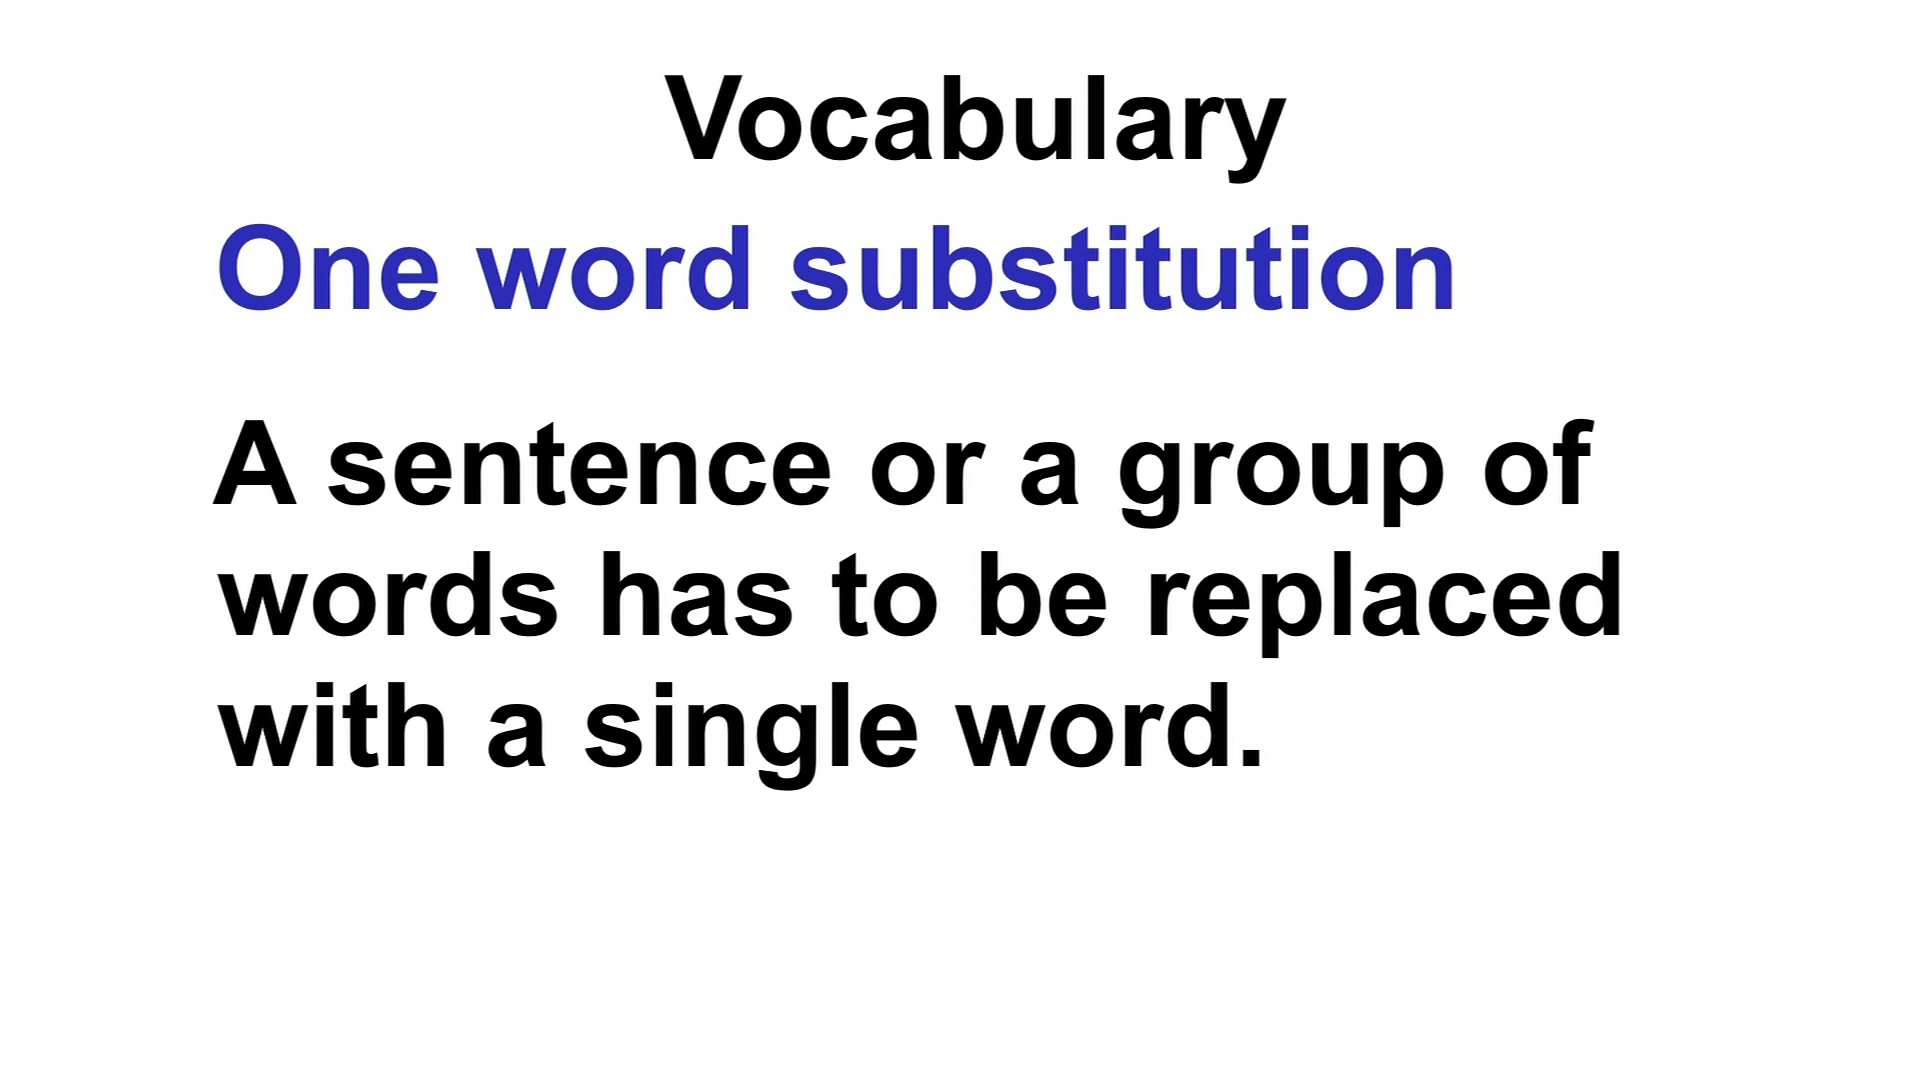 Vocabulary
One word substitution
A sentence or a group of
words has to be replaced
with a single word.